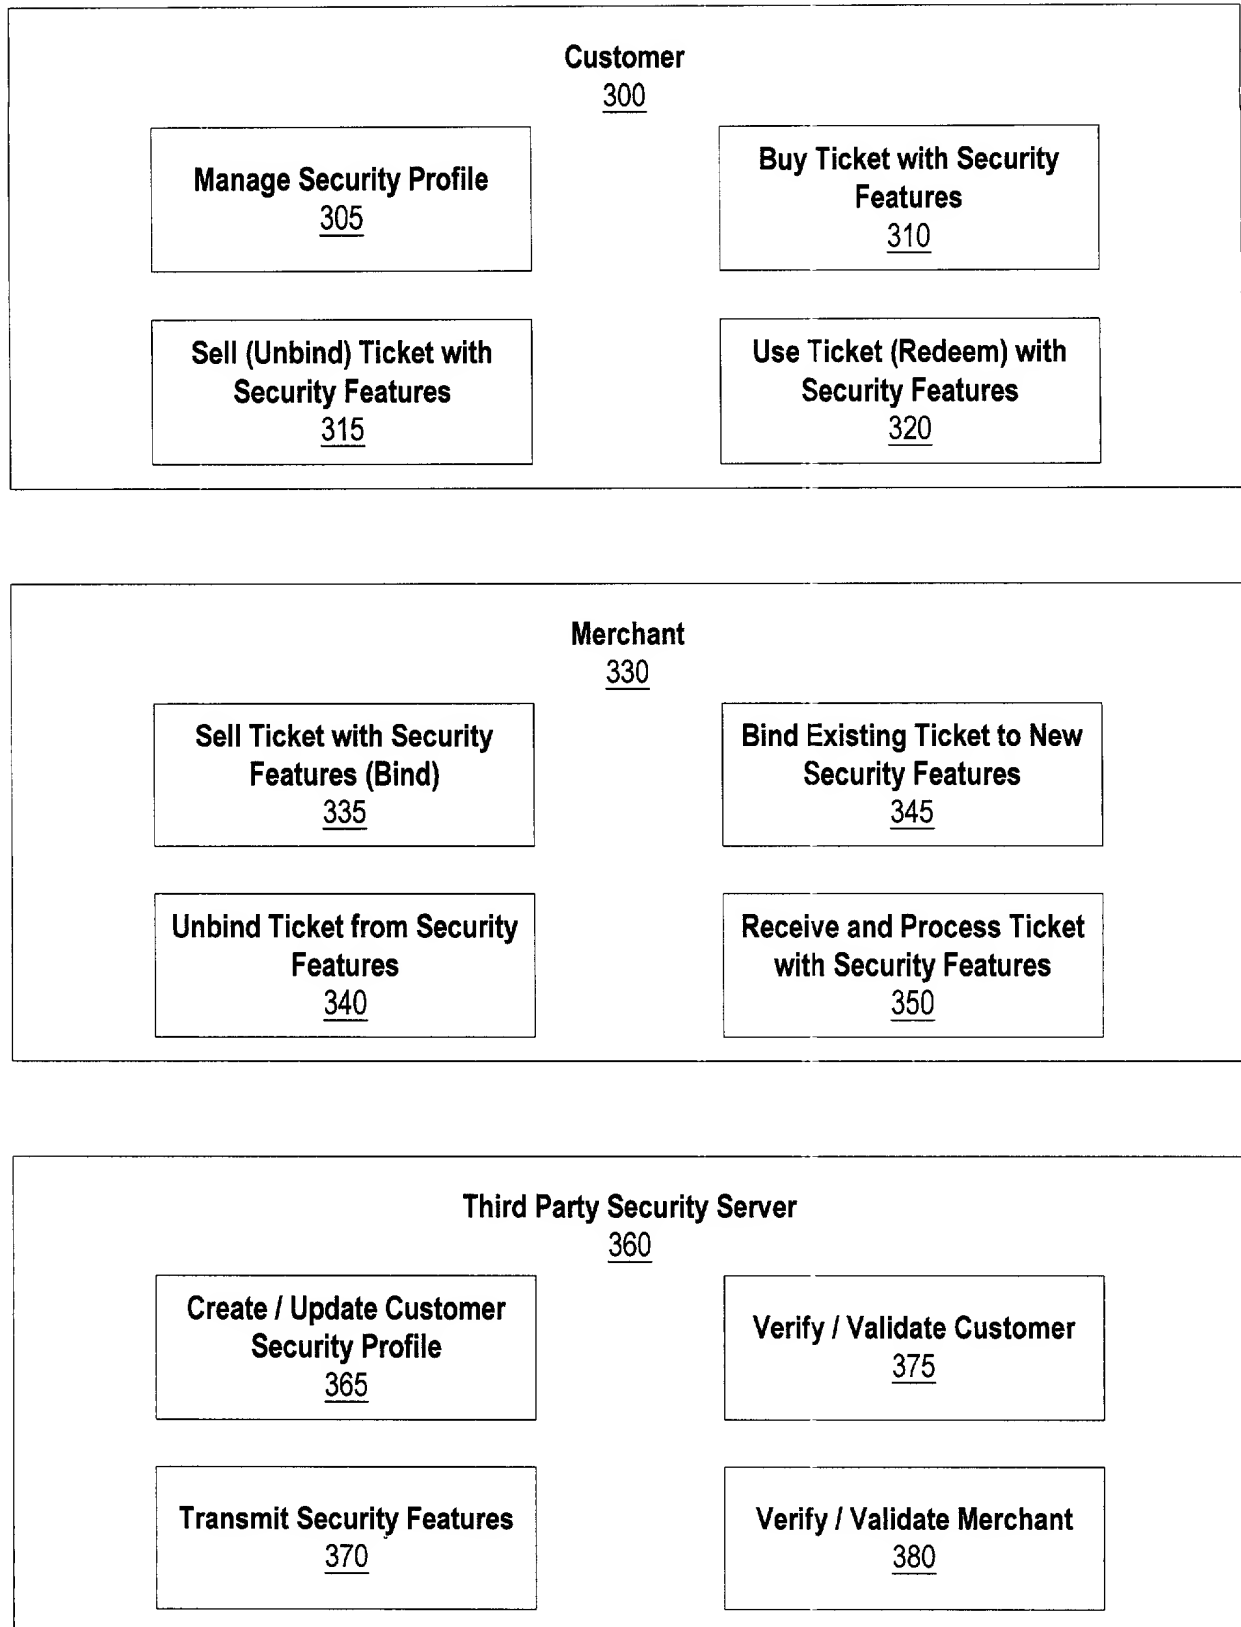 Customer
300
Manage Security Profile
305
Buy Ticket with Security
Features
310
Sell (Unbind) Ticket with
Security Features
315
Use Ticket (Redeem) with
Security Features
320
Merchant
330
Sell Ticket with Security
Features (Bind)
335
Bind Existing Ticket to New
Security Features
345
Unbind Ticket from Security
Features
340
Receive and Process Ticket
with Security Features
350
Third Party Security Server
360
Create / Update Customer
Security Profile
365
Verify / Validate Customer
375
Transmit Security Features
370
Verify / Validate Merchant
380